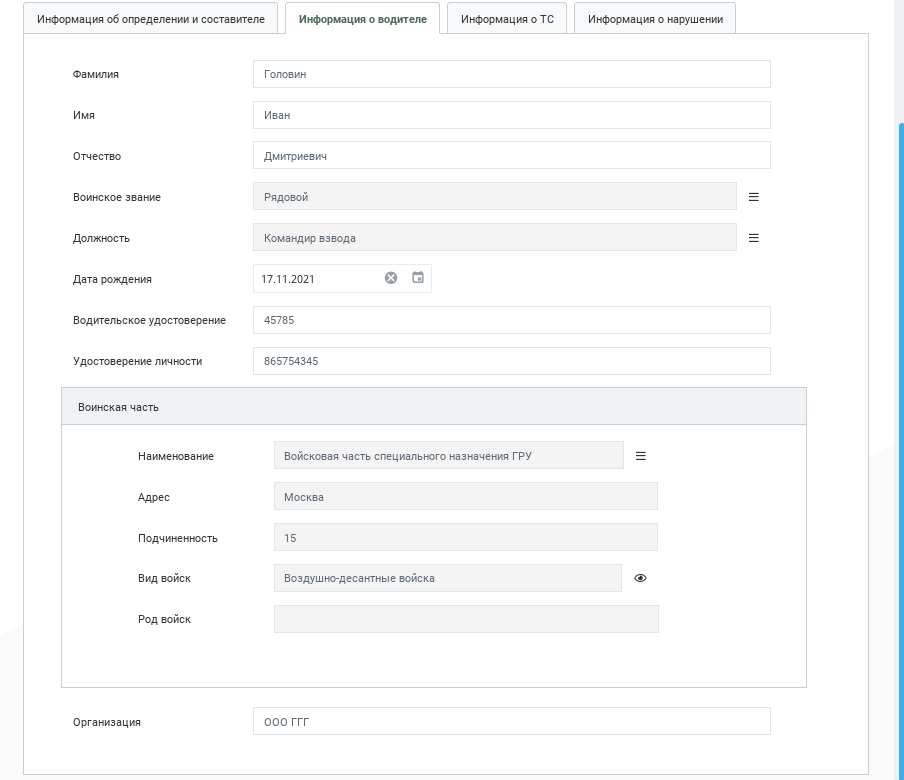 Информация об определении и составителе
Информация о водителе
Информация о ТС
Информация о нарушении
Фамилия Головин
Имя Иван
Отчество Дмитриевич
Воинское звание Рядовой
Должность Командир взвода
Дата рождения 17.11.2021
Водительское удостоверение 45785
Удостоверение личности 865754345
Воинская часть
Наименование Войсковая часть специального назначения ГРУ
Адрес Москва
Подчиненность 15
Вид войск Воздушно-десантные войска
Род войск
Организация ООО ГГГ